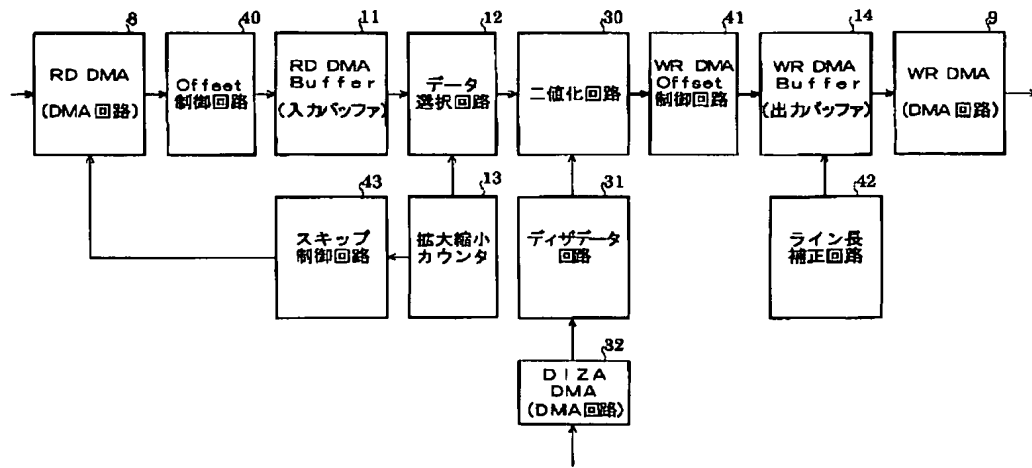 8
40
11
12
30
41
14
9
RD DMA
(DMA回路)
Offset
制御回路
RD DMA
Buffer
(入力バッファ)
データ
選択回路
二値化回路
WR DMA
Offset
制御回路
WR DMA
Buffer
(出力バッファ)
WR DMA
(DMA回路)
43
13
31
42
スキップ
制御回路
拡大縮小
カウンタ
ディザデータ
回路
ライン長
補正回路
32
DIZA
DMA
(DMA回路)